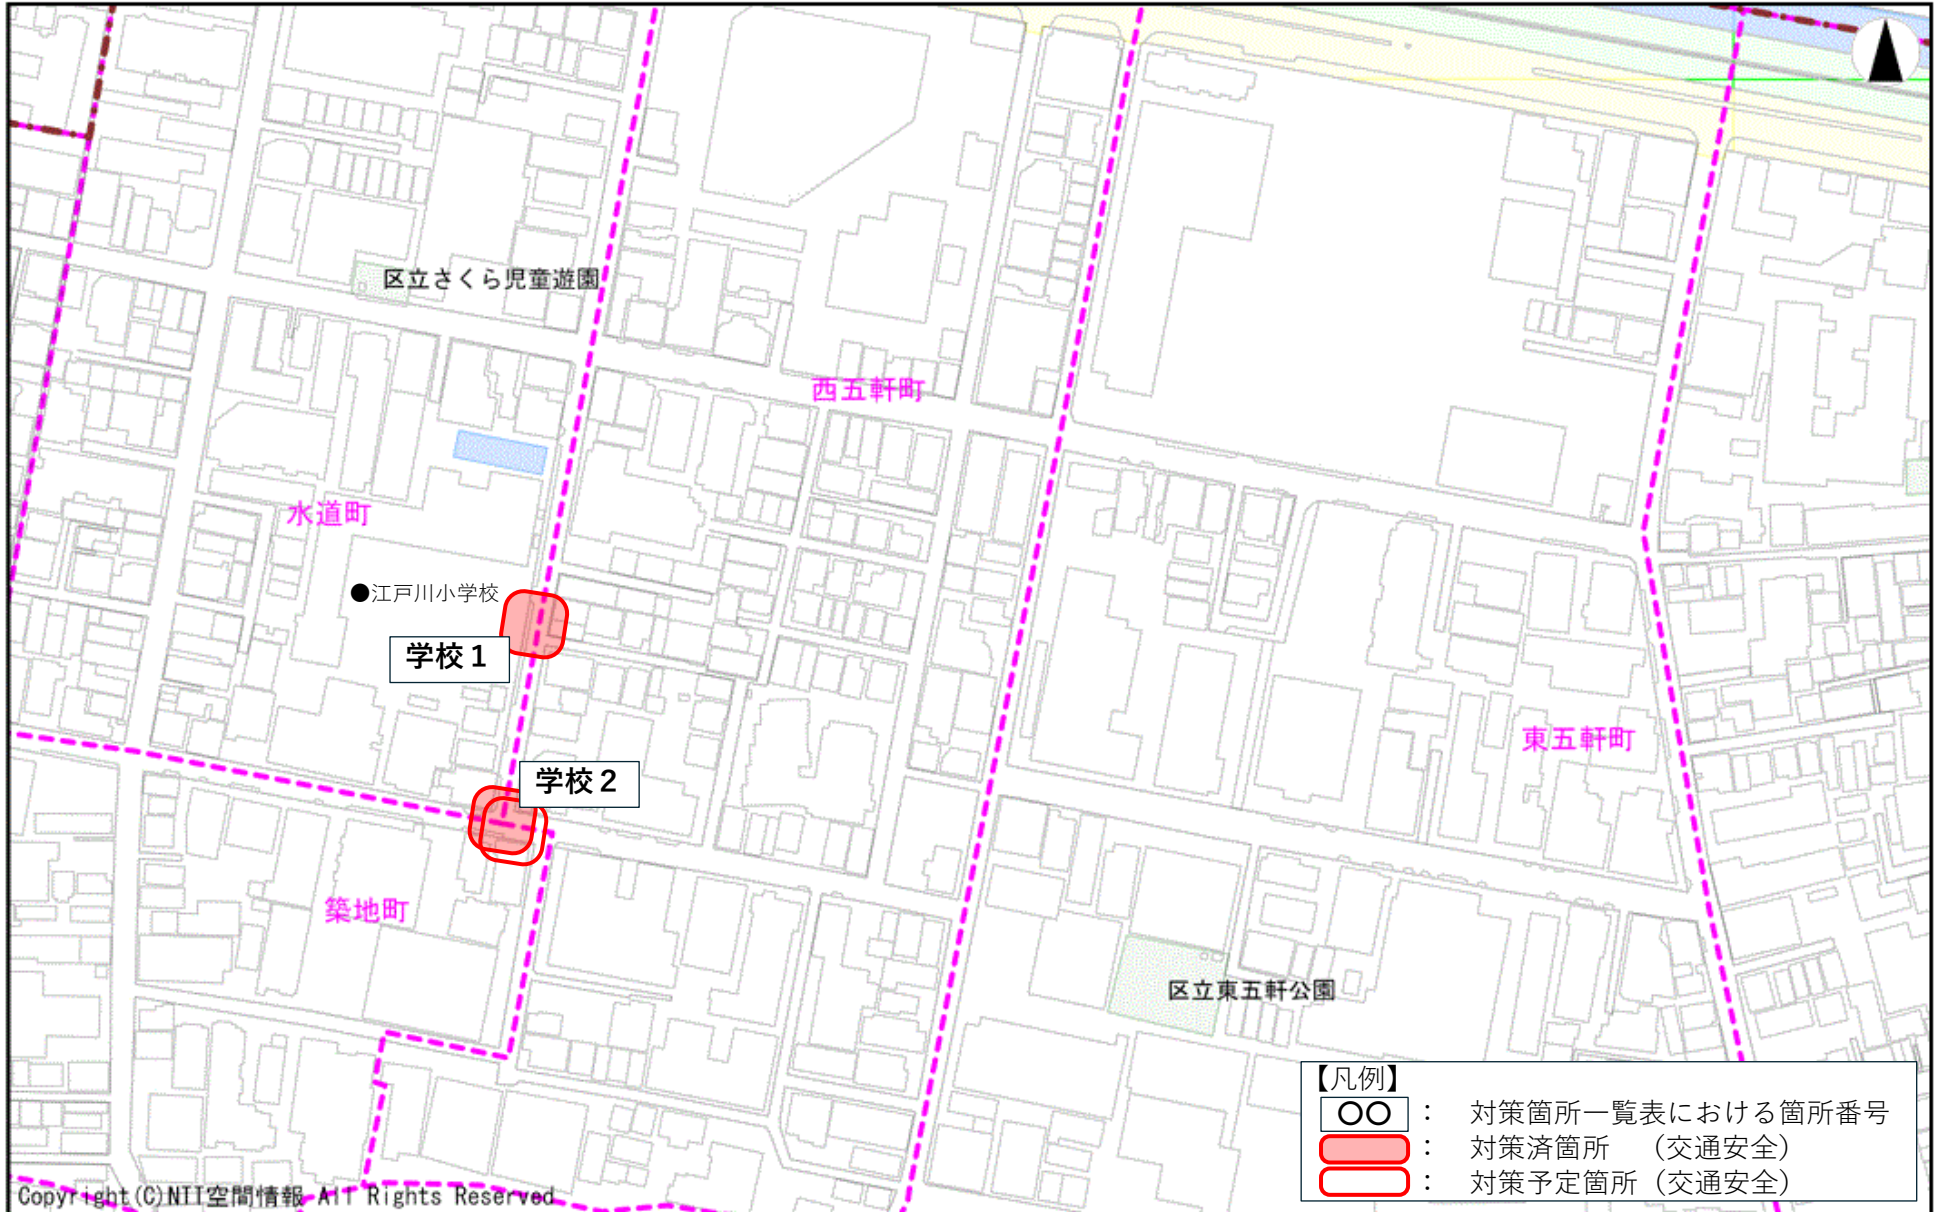 区立さくら児童遊園
西五軒町
水道町
●江戸川小学校
学校1
東五軒町
学校2
築地町
区立東五軒公園
【凡例】
○○ : 対策箇所一覧表における箇所番号
: 対策済箇所 (交通安全)
: 対策予定箇所 (交通安全)
Copyright(C)NTT空間情報 All Rights Reserved